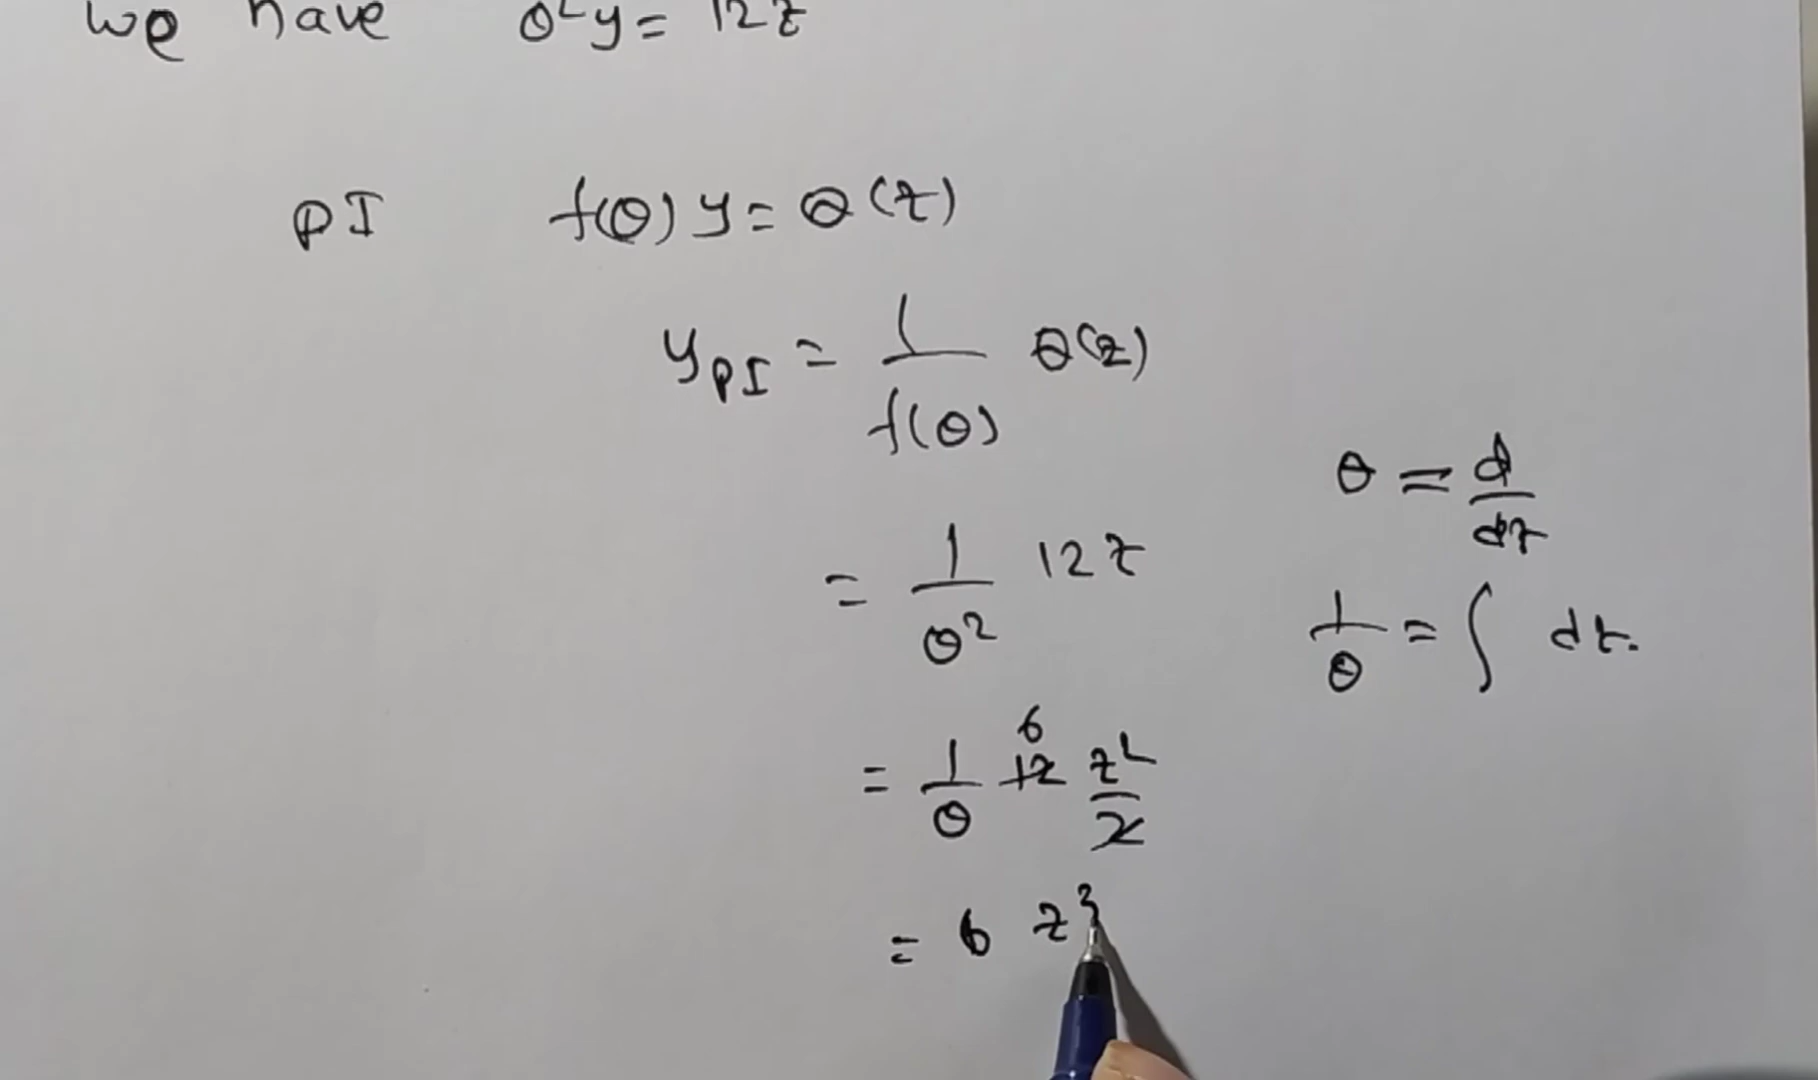 we have θ²y = 12z
PI f(θ) y = Q(z)
y_PI = 1/f(θ) Q(z)
θ = d/dz
= 1/θ² 12z
1/θ = ∫ dz.
6
= 1/θ 12 z²/2
= 6 z³